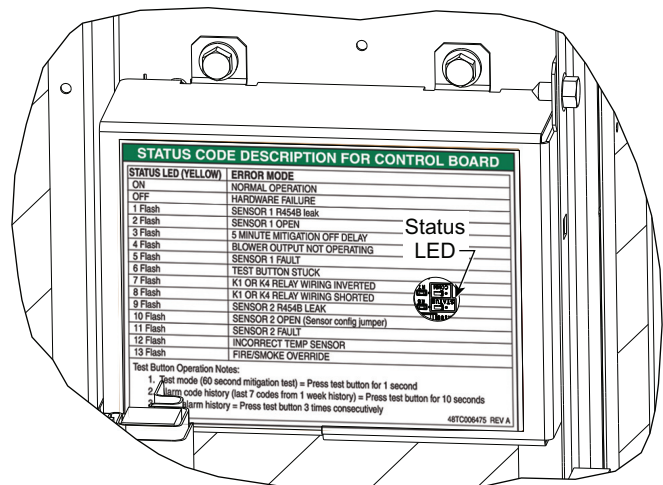 STATUS CODE DESCRIPTION FOR CONTROL BOARD
STATUS LED (YELLOW) ERROR MODE
ON NORMAL OPERATION
OFF HARDWARE FAILURE
1 Flash SENSOR 1 R454B leak
2 Flash SENSOR 1 OPEN
3 Flash 5 MINUTE MITIGATION OFF DELAY
4 Flash BLOWER OUTPUT NOT OPERATING
5 Flash SENSOR 1 FAULT
6 Flash TEST BUTTON STUCK
7 Flash K1 OR K4 RELAY WIRING INVERTED
8 Flash K1 OR K4 RELAY WIRING SHORTED
9 Flash SENSOR 2 R454B LEAK
10 Flash SENSOR 2 OPEN (Sensor config jumper)
11 Flash SENSOR 2 FAULT
12 Flash INCORRECT TEMP SENSOR
13 Flash FIRE/SMOKE OVERRIDE
Status
LED
STATUS
Test Button Operation Notes:
1. Test mode (60 second mitigation test) = Press test button for 1 second
2. Alarm code history (last 7 codes from 1 week history) = Press test button for 10 seconds
3 alarm history = Press test button 3 times consecutively
48TC006475 REV A